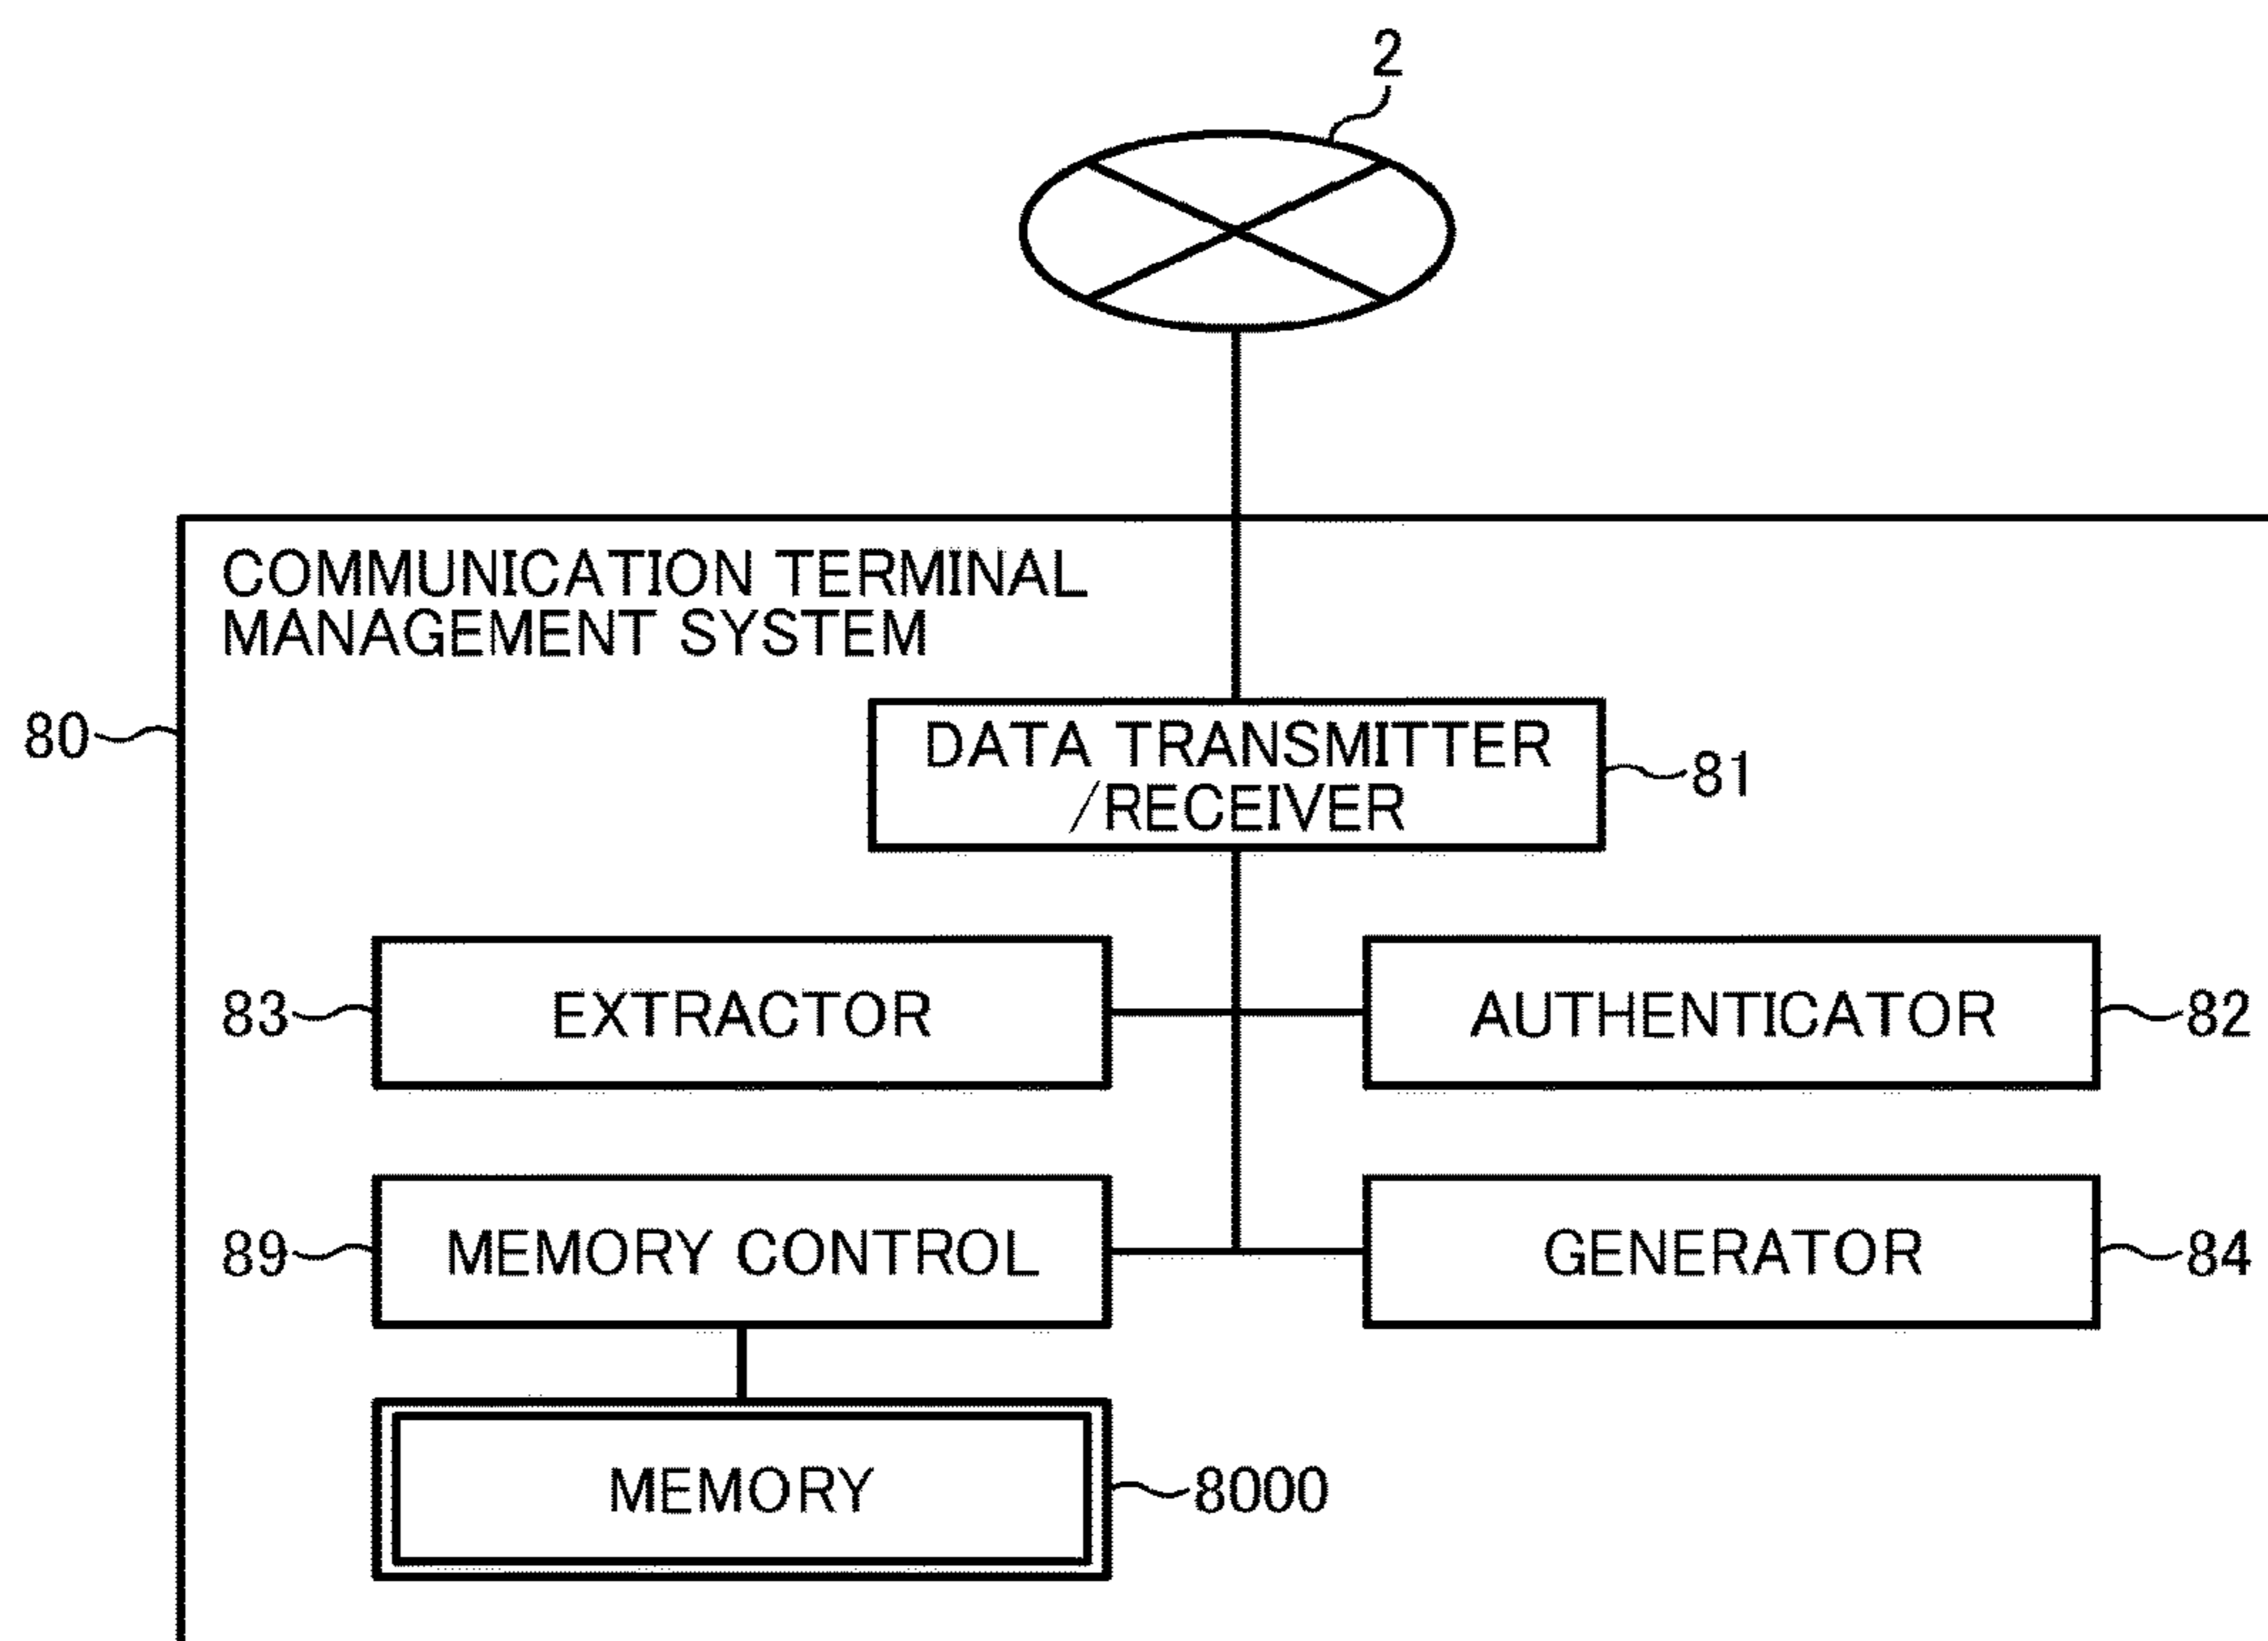 2
COMMUNICATION TERMINAL
MANAGEMENT SYSTEM
80
DATA TRANSMITTER
/RECEIVER
81
83
EXTRACTOR
AUTHENTICATOR
82
89
MEMORY CONTROL
GENERATOR
84
MEMORY
8000